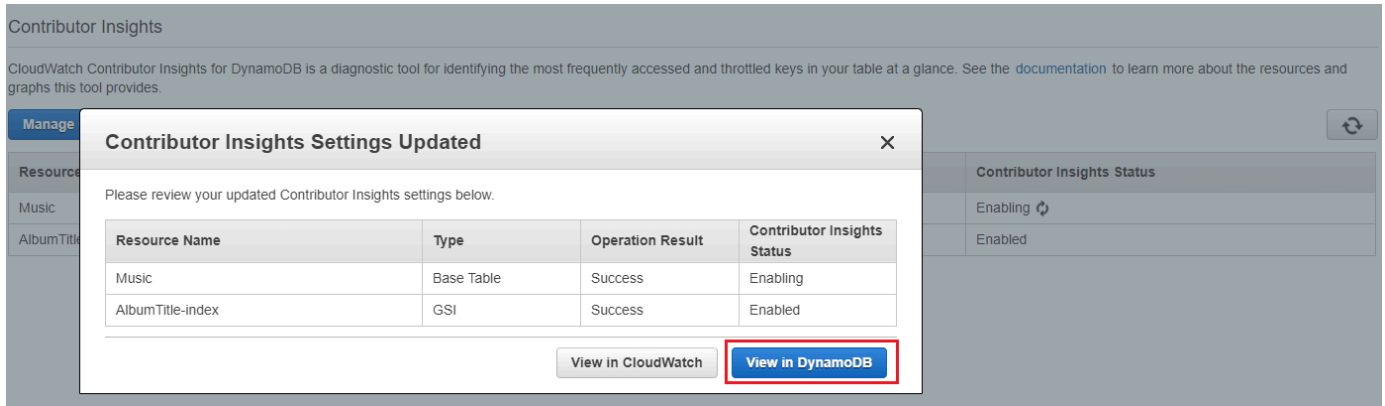 Contributor Insights
CloudWatch Contributor Insights for DynamoDB is a diagnostic tool for identifying the most frequently accessed and throttled keys in your table at a glance. See the documentation to learn more about the resources and
graphs this tool provides.
Manage
Resource
Contributor Insights Status
Music
Enabling
AlbumTitle
Enabled
Contributor Insights Settings Updated
Please review your updated Contributor Insights settings below.
Resource Name Type Operation Result Contributor Insights
Status
Music Base Table Success Enabling
AlbumTitle-index GSI Success Enabled
View in CloudWatch View in DynamoDB